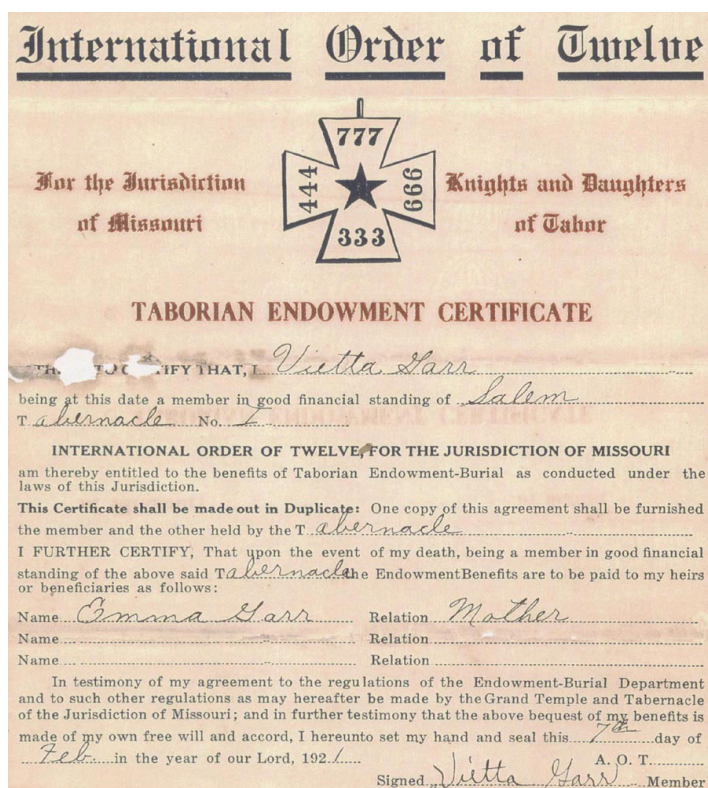 International Order of Twelve
777
444
999
333
For the Jurisdiction
of Missouri
Knights and Daughters
of Tabor
TABORIAN ENDOWMENT CERTIFICATE
TO CERTIFY THAT, I Vietta Garr
being at this date a member in good financial standing of Salem
Tabernacle No. 1
INTERNATIONAL ORDER OF TWELVE, FOR THE JURISDICTION OF MISSOURI
am thereby entitled to the benefits of Taborian Endowment-Burial as conducted under the
laws of this Jurisdiction.
This Certificate shall be made out in Duplicate: One copy of this agreement shall be furnished
the member and the other held by the Tabernacle
I FURTHER CERTIFY, That upon the event of my death, being a member in good financial
standing of the above said Tabernacle the Endowment Benefits are to be paid to my heirs
or beneficiaries as follows:
Name Emma Garr Relation Mother
Name Relation
Name Relation
In testimony of my agreement to the regulations of the Endowment-Burial Department
and to such other regulations as may hereafter be made by the Grand Temple and Tabernacle
of the Jurisdiction of Missouri; and in further testimony that the above bequest of my benefits is
made of my own free will and accord, I hereunto set my hand and seal this 7th day of
Feb. in the year of our Lord, 1921 A. O. T.
Signed Vietta Garr Member